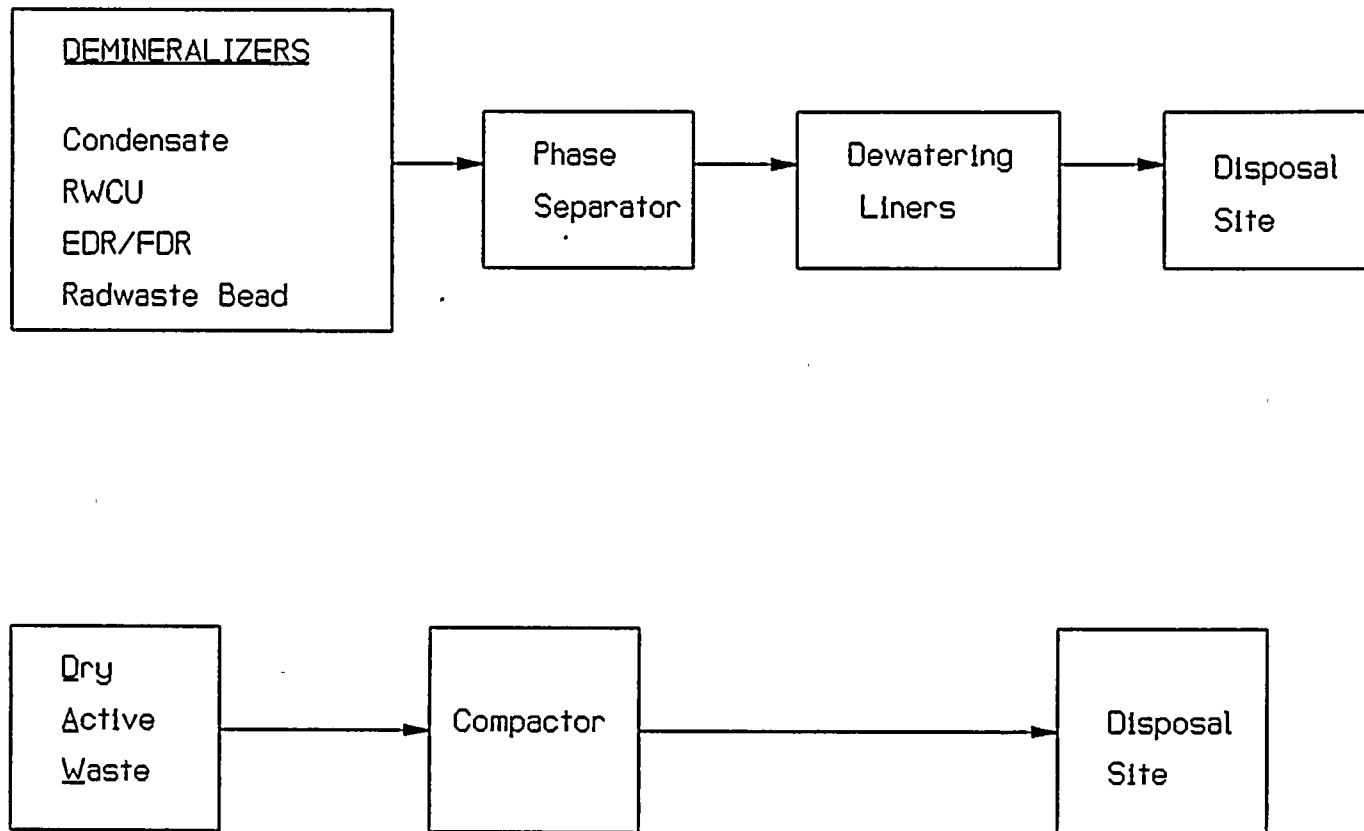 DEMINERALIZERS
Condensate
RWCU
EDR/FDR
Radwaste Bead
Phase
Separator
Dewatering
Liners
Disposal
Site
Dry
Active
Waste
Compactor
Disposal
Site